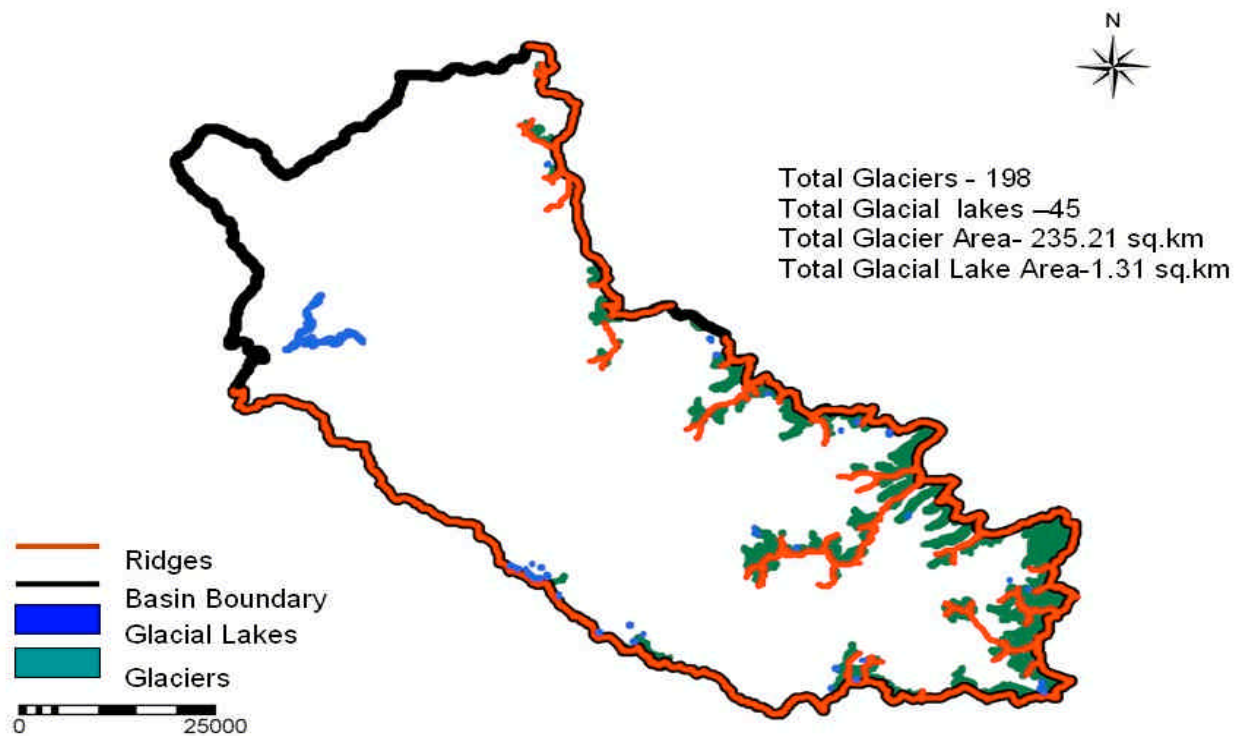 N
Total Glaciers - 198
Total Glacial lakes –45
Total Glacier Area- 235.21 sq.km
Total Glacial Lake Area-1.31 sq.km
Ridges
Basin Boundary
Glacial Lakes
Glaciers
0 25000